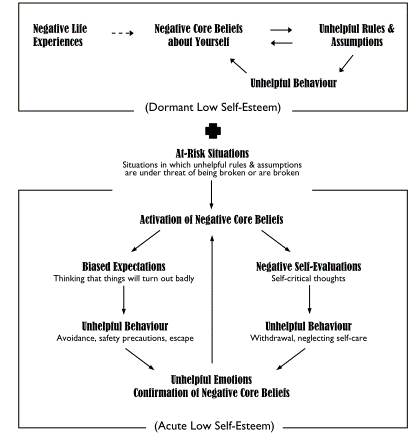 Negative Life
Experiences
Negative Core Beliefs
about Yourself
Unhelpful Rules &
Assumptions
Unhelpful Behaviour
(Dormant Low Self-Esteem)
At-Risk Situations
Situations in which unhelpful rules & assumptions
are under threat of being broken or are broken
Activation of Negative Core Beliefs
Biased Expectations
Thinking that things will turn out badly
Negative Self-Evaluations
Self-critical thoughts
Unhelpful Behaviour
Avoidance, safety precautions, escape
Unhelpful Behaviour
Withdrawal, neglecting self-care
Unhelpful Emotions
Confirmation of Negative Core Beliefs
(Acute Low Self-Esteem)